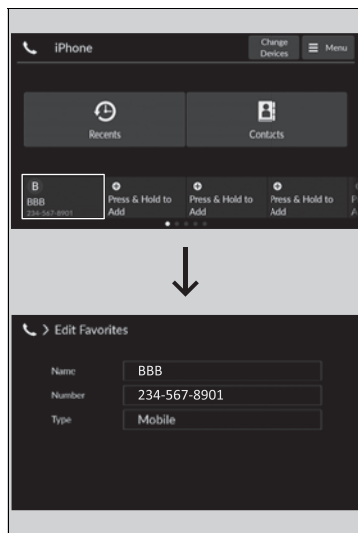 iPhone
Change
Devices
Menu
Recents
Contacts
B
BBB
234-567-8901
Press & Hold to
Add
Press & Hold to
Add
Press & Hold to
Add
> Edit Favorites
Name BBB
Number 234-567-8901
Type Mobile